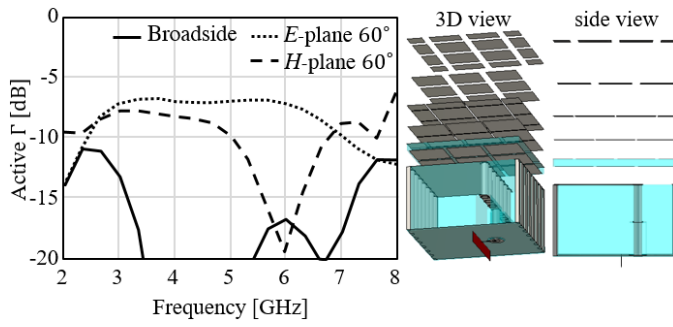 3D view
side view
Broadside
E-plane 60°
H-plane 60°
0
-5
-10
-15
-20
Active Γ [dB]
2
3
4
5
6
7
8
Frequency [GHz]